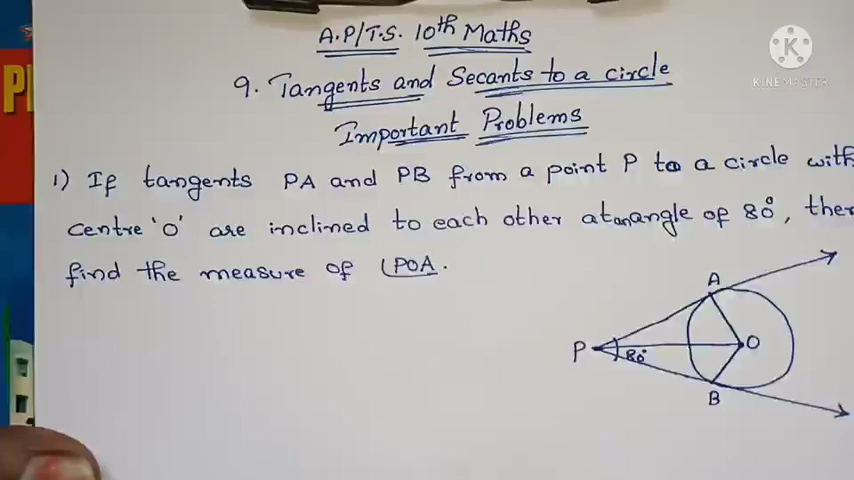 A.P/T.S. 10th Maths
K
KINEMASTER
9. Tangents and Secants to a circle
Important Problems
1) If tangents PA and PB from a point P to a circle with
centre 'O' are inclined to each other at an angle of 80°, then
find the measure of ∠POA.
A
P
80°
O
B